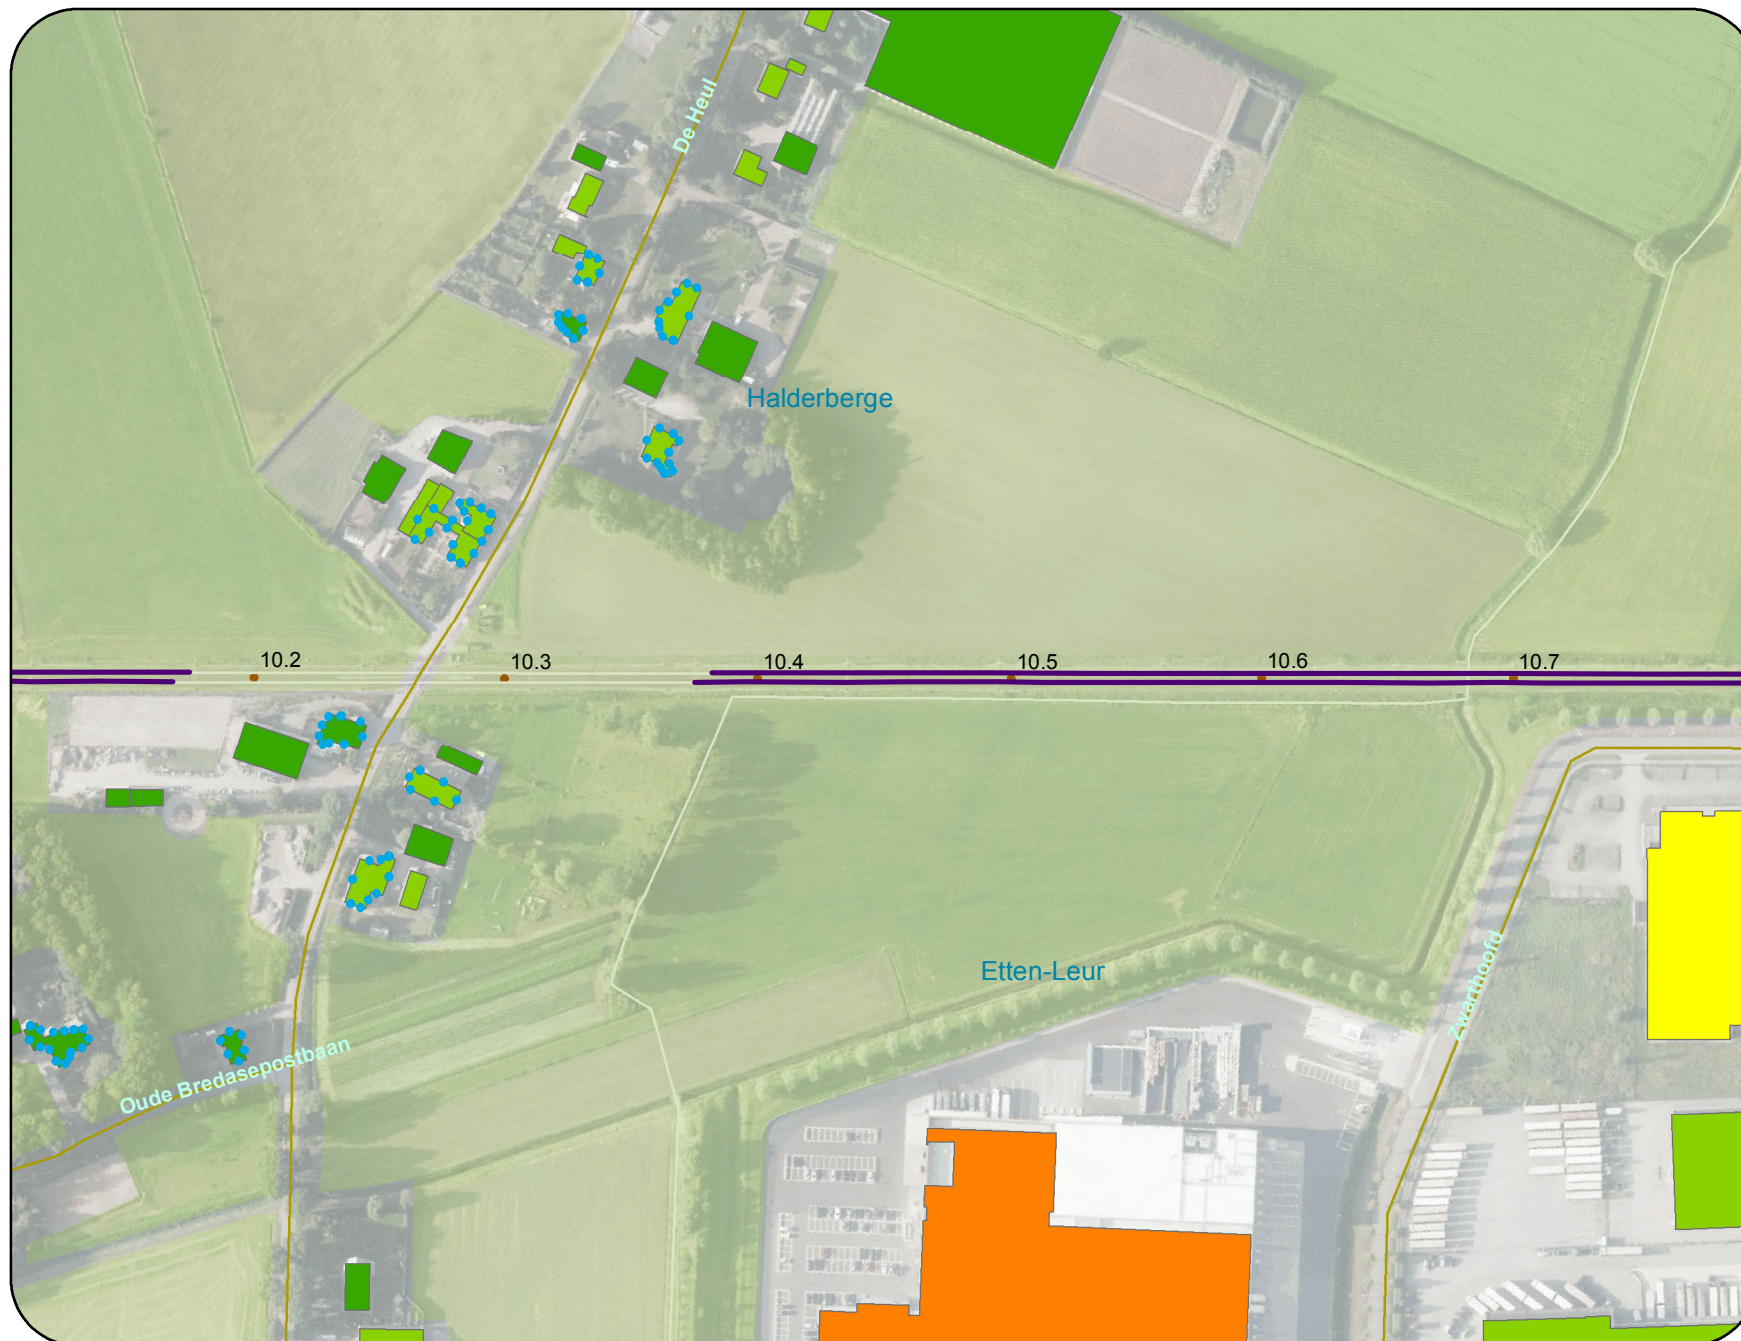 De Heul
Halderberge
10.2
10.3
10.4
10.5
10.6
10.7
Etten-Leur
Zwarthoofd
Oude Bredasepostbaan